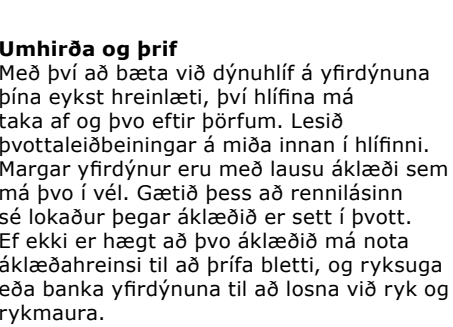 Umhirða og þrif
Með því að bæta við dýnuhlíf á yfirdýnuna
þína eykst hreinlæti, því hlífina má
taka af og þvo eftir þörfum. Lesið
þvottaleiðbeiningar á miða innan í hlífinni.
Margar yfirdýnur eru með lausu áklæði sem
má þvo í vél. Gætið þess að rennilásinn
sé lokaður þegar áklæðið er sett í þvott.
Ef ekki er hægt að þvo áklæðið má nota
áklæðahreinsi til að þrífa bletti, og ryksuga
eða banka yfirdýnuna til að losna við ryk og
rykmaura.